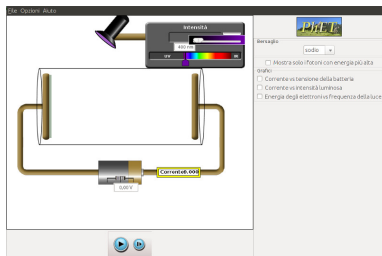 File Opzioni Aiuto
Intensità
400 nm
UV
IR
Corrente0.000
0,00 V
PhET
Bersaglio
sodio
Mostra solo i fotoni con energia più alta
Grafici
Corrente vs tensione della batteria
Corrente vs intensità luminosa
Energia degli elettroni vs frequenza della luce